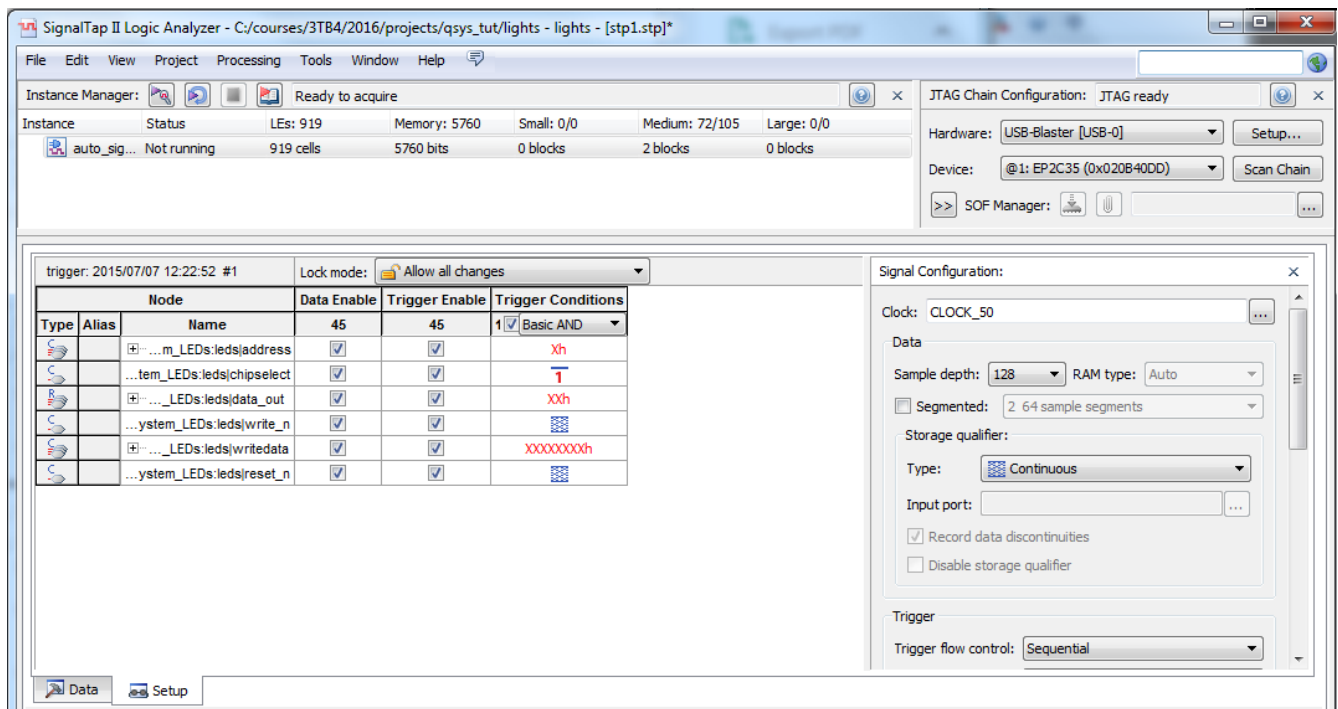 SignalTap II Logic Analyzer - C:/courses/3TB4/2016/projects/qsys_tut/lights - lights - [stp1.stp]*
File Edit View Project Processing Tools Window Help
Instance Manager: Ready to acquire
Instance Status LEs: 919 Memory: 5760 Small: 0/0 Medium: 72/105 Large: 0/0
auto_sig... Not running 919 cells 5760 bits 0 blocks 2 blocks 0 blocks
JTAG Chain Configuration: JTAG ready
Hardware: USB-Blaster [USB-0] Setup...
Device: @1: EP2C35 (0x020B40DD) Scan Chain
>> SOF Manager: ...
trigger: 2015/07/07 12:22:52 #1 Lock mode: Allow all changes
Node Data Enable Trigger Enable Trigger Conditions
Type Alias Name 45 45 1 Basic AND
C ...m_LEDs:leds|address Xh
C ...tem_LEDs:leds|chipselect 1
R ..._LEDs:leds|data_out XXh
C ...ystem_LEDs:leds|write_n
C ..._LEDs:leds|writedata XXXXXXXXh
C ...ystem_LEDs:leds|reset_n
Data Setup
Signal Configuration:
Clock: CLOCK_50 ...
Data
Sample depth: 128 RAM type: Auto
Segmented: 2 64 sample segments
Storage qualifier:
Type: Continuous
Input port: ...
Record data discontinuities
Disable storage qualifier
Trigger
Trigger flow control: Sequential